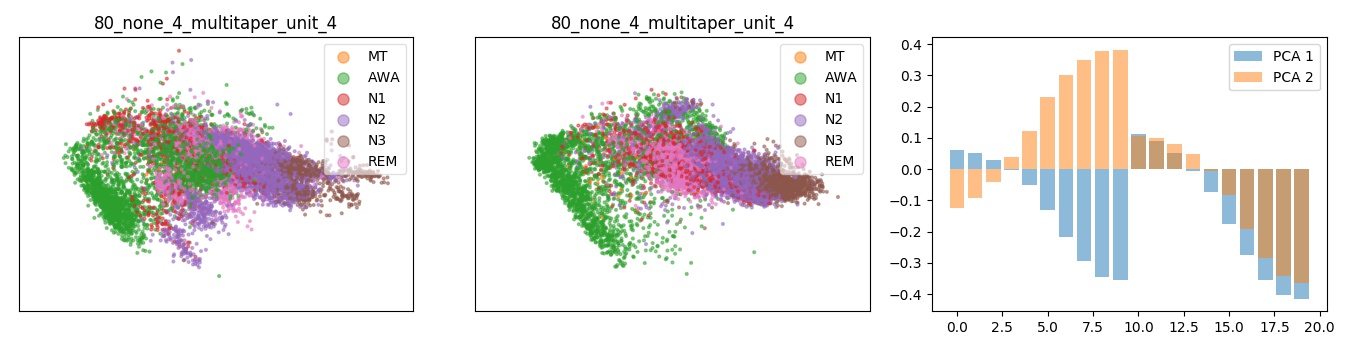 80_none_4_multitaper_unit_4
MT
AWA
N1
N2
N3
REM
80_none_4_multitaper_unit_4
MT
AWA
N1
N2
N3
REM
PCA 1
PCA 2
0.4
0.3
0.2
0.1
0.0
−0.1
−0.2
−0.3
−0.4
0.0 2.5 5.0 7.5 10.0 12.5 15.0 17.5 20.0